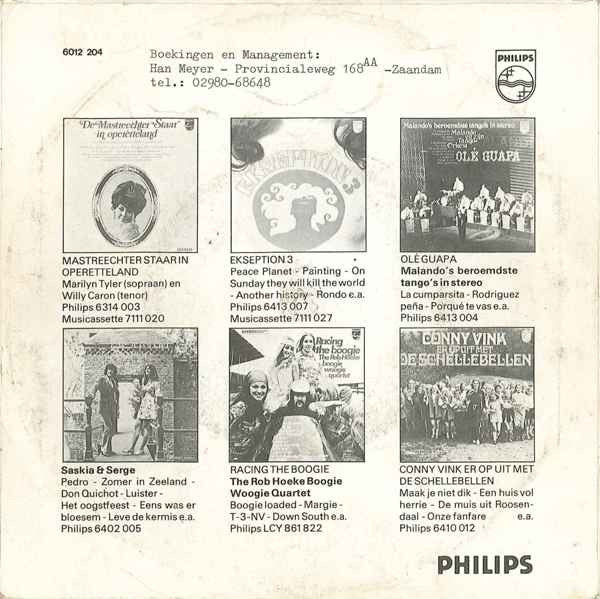 6012 204
Boekingen en Management:
Han Meyer - Provincialeweg 168AA -Zaandam
tel.: 02980-68648
PHILIPS
De Mastreechter Staar
in operetteland
MASTREECHTER STAAR IN
OPERETTELAND
Marilyn Tyler (sopraan) en
Willy Caron (tenor)
Philips 6314 003
Musicassette 7111 020
EKSEPTION 3
Peace Planet - Painting - On
Sunday they will kill the world
- Another history - Rondo e.a.
Philips 6413 007
Musicassette 7111 027
Malando's beroemdste tango's in stereo
Malando
Tango
OLÉ GUAPA
OLÉ GUAPA
Malando's beroemdste
tango's in stereo
La cumparsita - Rodriguez
peña - Porqué te vas e.a.
Philips 6413 004
Saskia & Serge
Pedro - Zomer in Zeeland -
Don Quichot - Luister -
Het oogstfeest - Eens was er
bloesem - Leve de kermis e.a.
Philips 6402 005
Racing
the boogie
The Rob Hoeke
boogie
woogie
quartet
RACING THE BOOGIE
The Rob Hoeke Boogie
Woogie Quartet
Boogie loaded - Margie -
T-3-NV - Down South e.a.
Philips LCY 861 822
CONNY VINK
ER OP UIT MET
DE SCHELLEBELLEN
CONNY VINK ER OP UIT MET
DE SCHELLEBELLEN
Maak je niet dik - Een huis vol
herrie - De muis uit Roosen-
daal - Onze fanfare e.a.
Philips 6410 012
PHILIPS